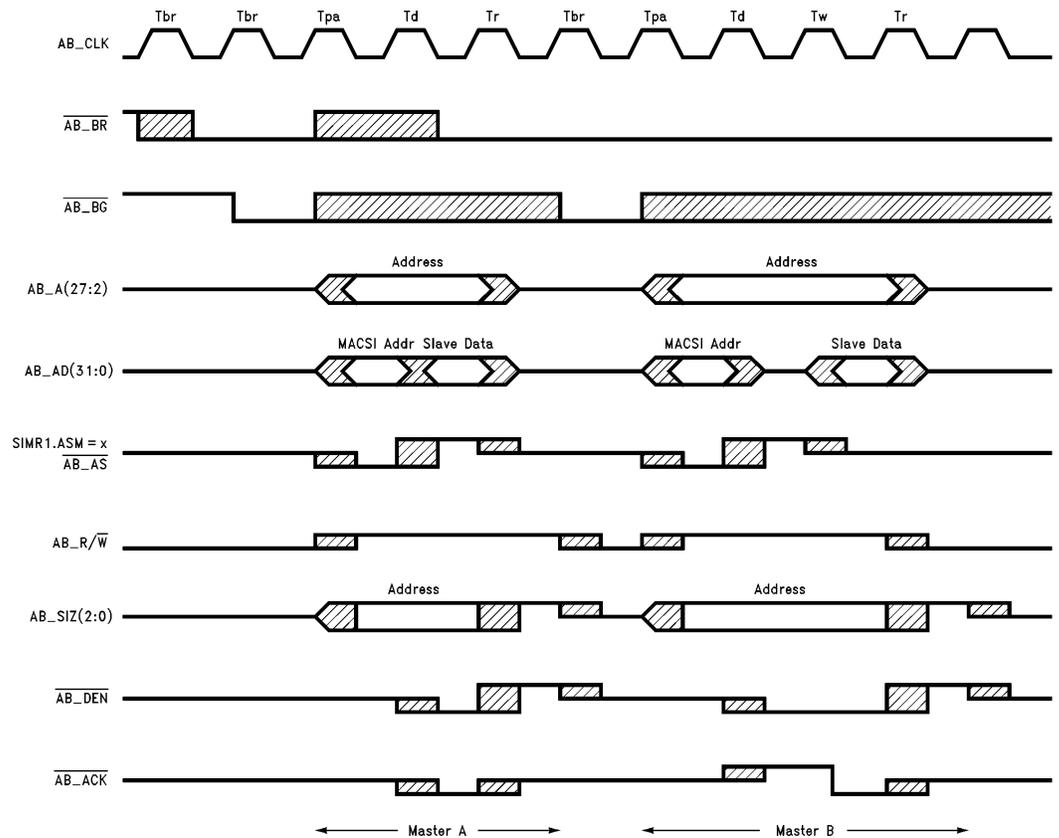 Tbr Tbr Tpa Td Tr Tbr Tpa Td Tw Tr
AB_CLK
AB_BR
AB_BG
Address Address
AB_A(27:2)
MACSI Addr Slave Data MACSI Addr Slave Data
AB_AD(31:0)
SIMR1.ASM = x
AB_AS
AB_R/W
Address Address
AB_SIZ(2:0)
AB_DEN
AB_ACK
Master A Master B